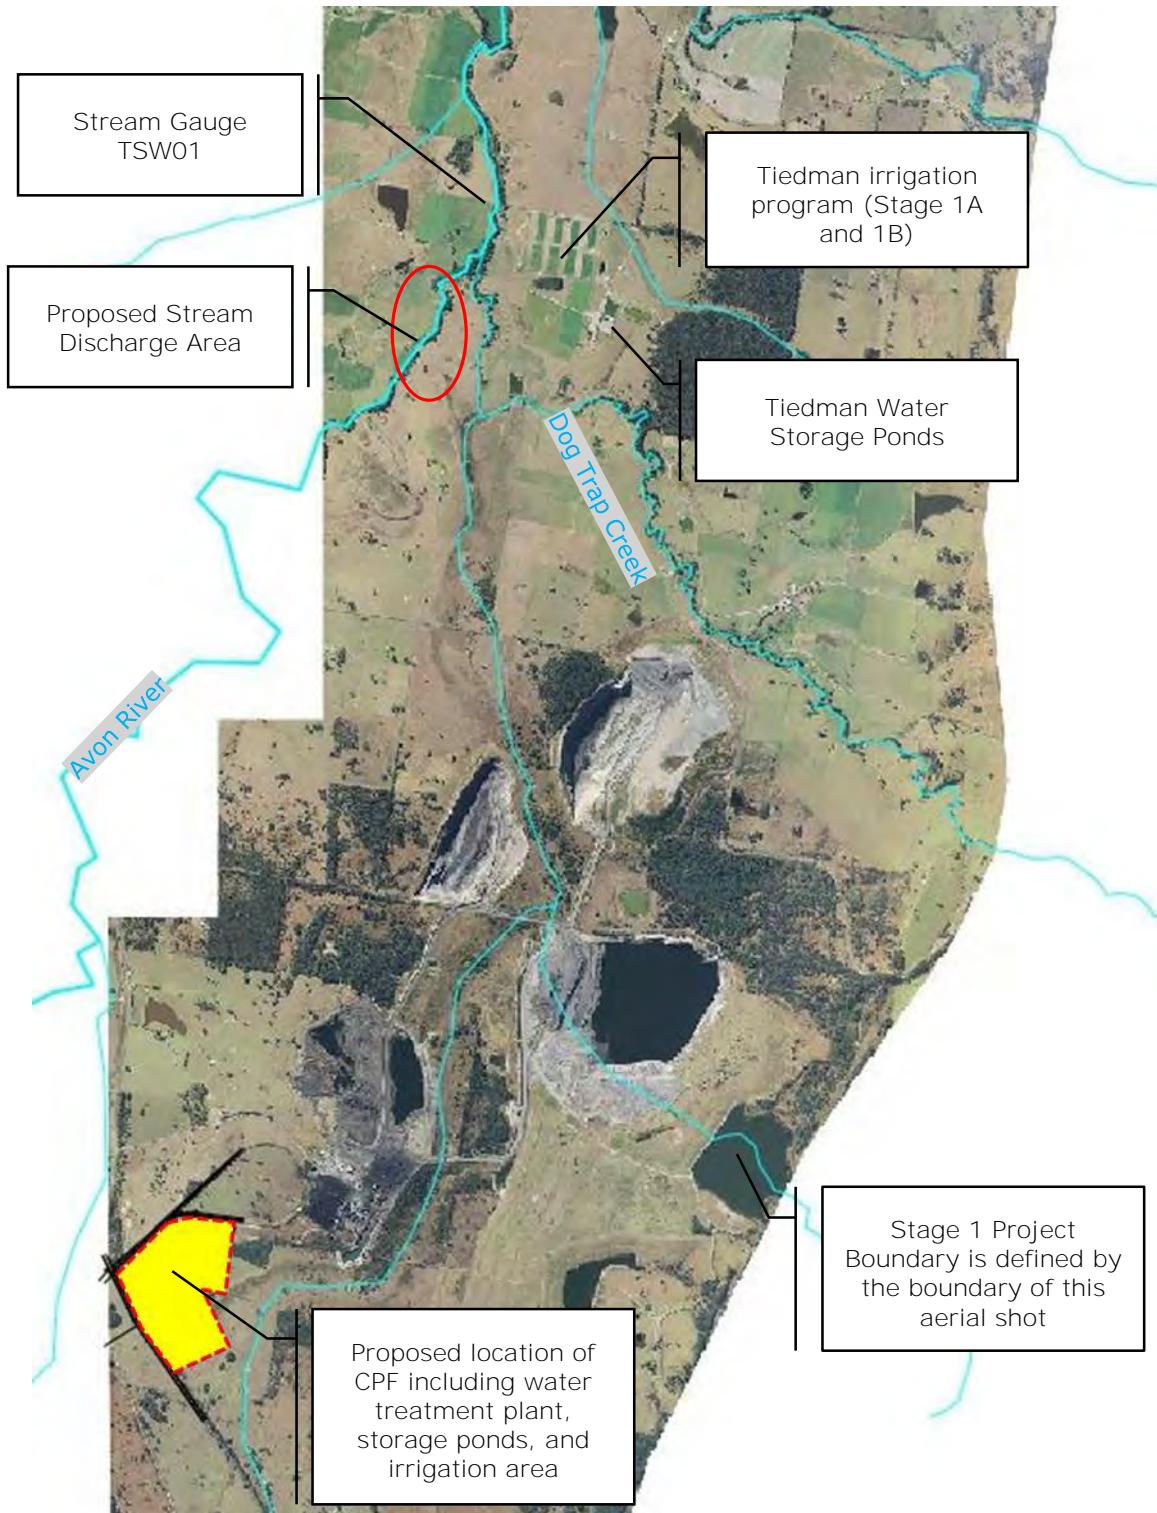 Stream Gauge
TSW01
Tiedman irrigation
program (Stage 1A
and 1B)
Proposed Stream
Discharge Area
Tiedman Water
Storage Ponds
Dog Trap Creek
Avon River
Stage 1 Project
Boundary is defined by
the boundary of this
aerial shot
Proposed location of
CPF including water
treatment plant,
storage ponds, and
irrigation area